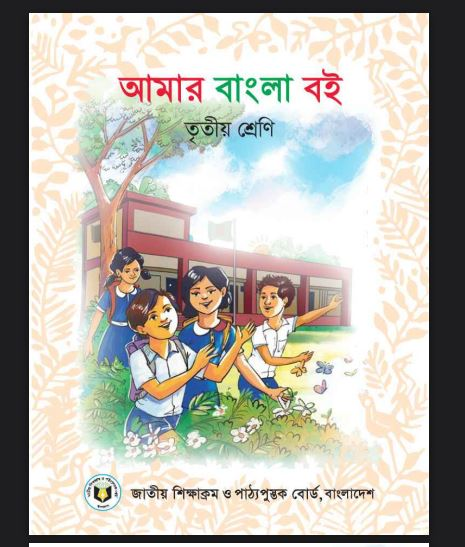 আমার বাংলা বই
তৃতীয় শ্রেণি
জাতীয় শিক্ষাক্রম ও পাঠ্যপুস্তক বোর্ড, বাংলাদেশ